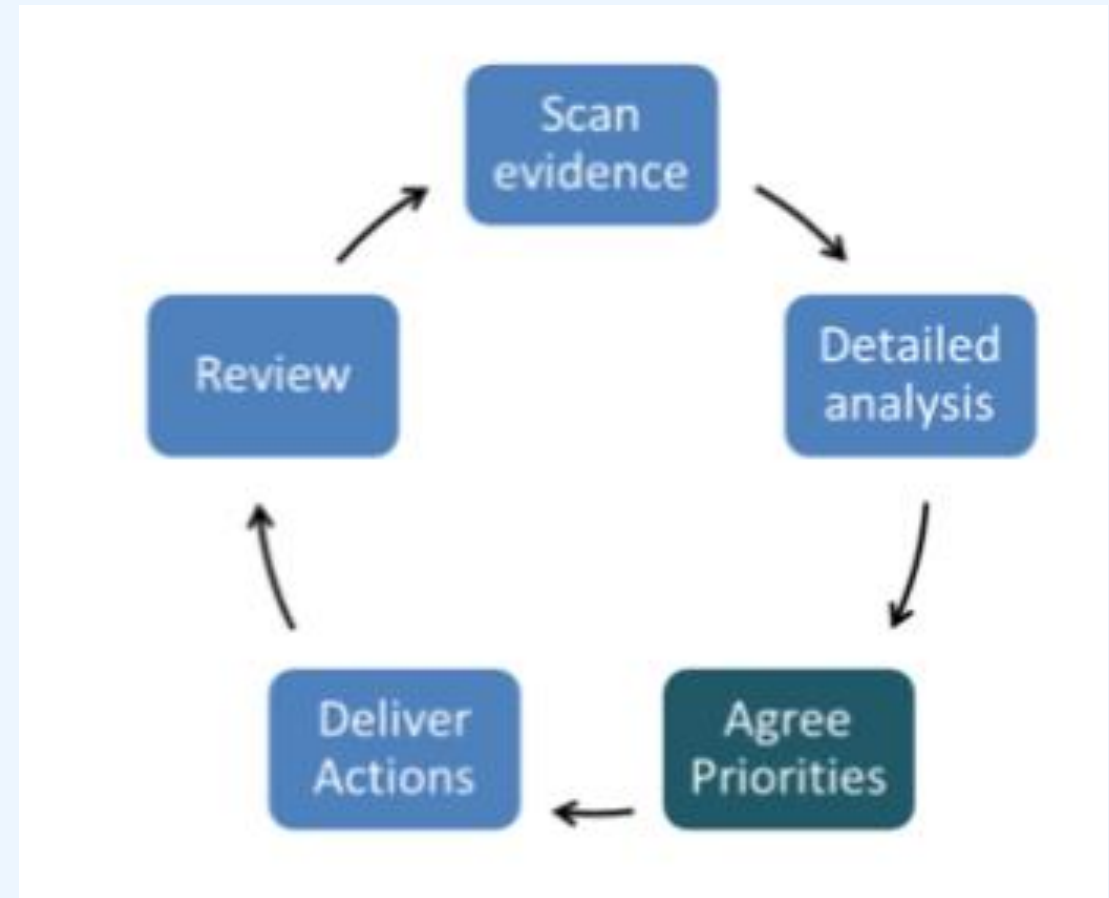 Scan
evidence
Detailed
analysis
Agree
Priorities
Deliver
Actions
Review